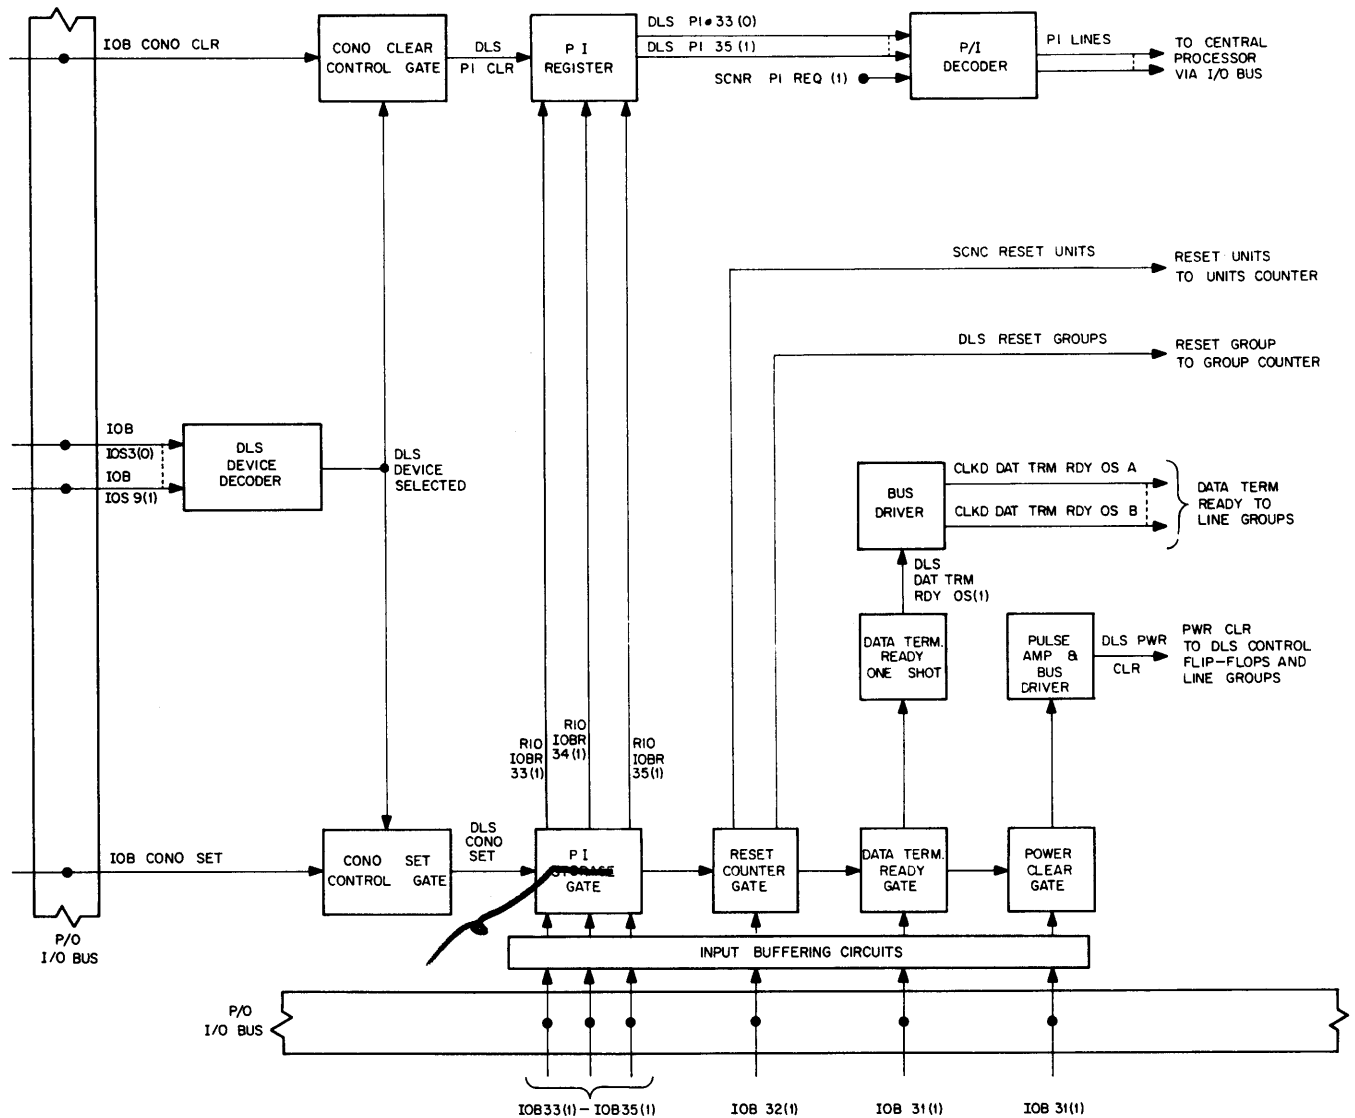 IOB CONO CLR
CONO CLEAR
CONTROL GATE
DLS
PI CLR
P I
REGISTER
DLS PI 33(0)
DLS PI 35(1)
SCNR PI REQ (1)
P/I
DECODER
PI LINES
TO CENTRAL
PROCESSOR
VIA I/O BUS
SCNC RESET UNITS
RESET UNITS
TO UNITS COUNTER
DLS RESET GROUPS
RESET GROUP
TO GROUP COUNTER
IOB
IOS3(0)
IOB
IOS 9(1)
DLS
DEVICE
DECODER
DLS
DEVICE
SELECTED
BUS
DRIVER
CLKD DAT TRM RDY OS A
CLKD DAT TRM RDY OS B
DATA TERM
READY TO
LINE GROUPS
DLS
DAT TRM
RDY OS(1)
DATA TERM.
READY
ONE SHOT
PULSE
AMP &
BUS
DRIVER
DLS PWR
CLR
PWR CLR
TO DLS CONTROL
FLIP-FLOPS AND
LINE GROUPS
RIO
IOBR
33(1)
RIO
IOBR
34(1)
RIO
IOBR
35(1)
IOB CONO SET
CONO SET
CONTROL GATE
DLS
CONO
SET
P I
STORAGE
GATE
RESET
COUNTER
GATE
DATA TERM.
READY
GATE
POWER
CLEAR
GATE
P/O
I/O BUS
INPUT BUFFERING CIRCUITS
P/O
I/O BUS
IOB33(1)-IOB35(1)
IOB 32(1)
IOB 31(1)
IOB 31(1)